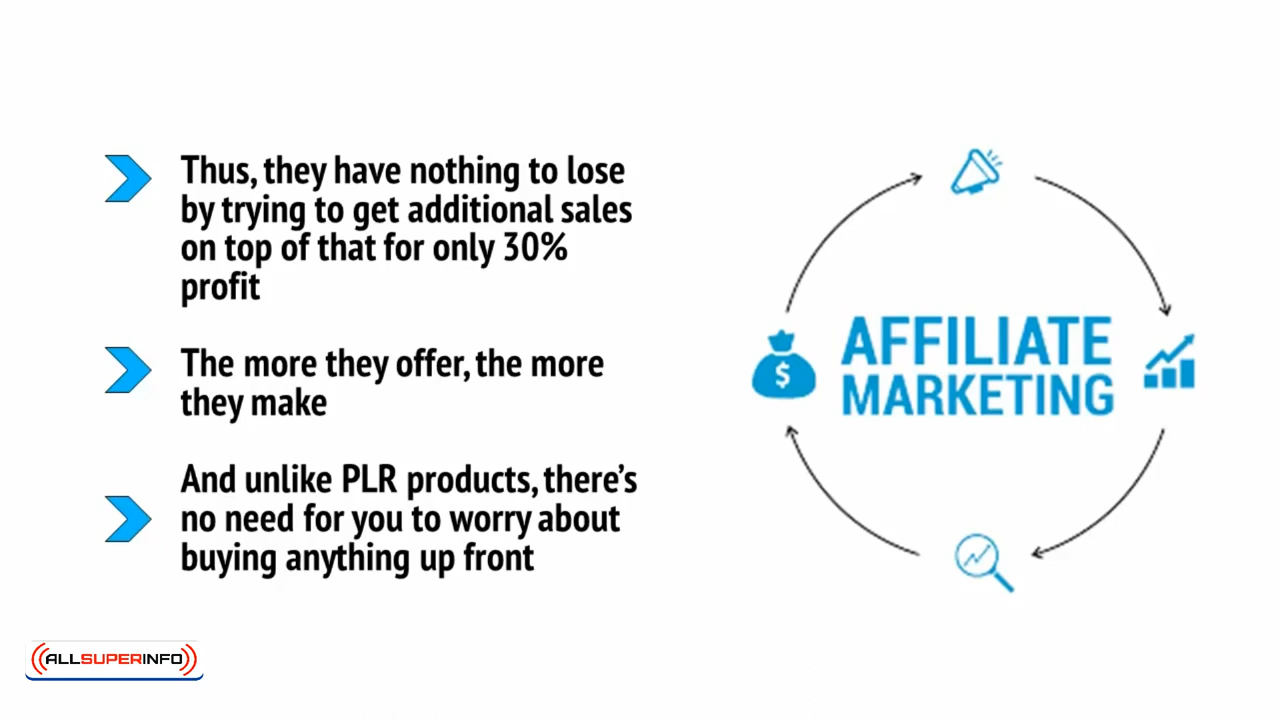 Thus, they have nothing to lose
by trying to get additional sales
on top of that for only 30%
profit
The more they offer, the more
they make
And unlike PLR products, there's
no need for you to worry about
buying anything up front
AFFILIATE
MARKETING
$
ALLSUPERINFO